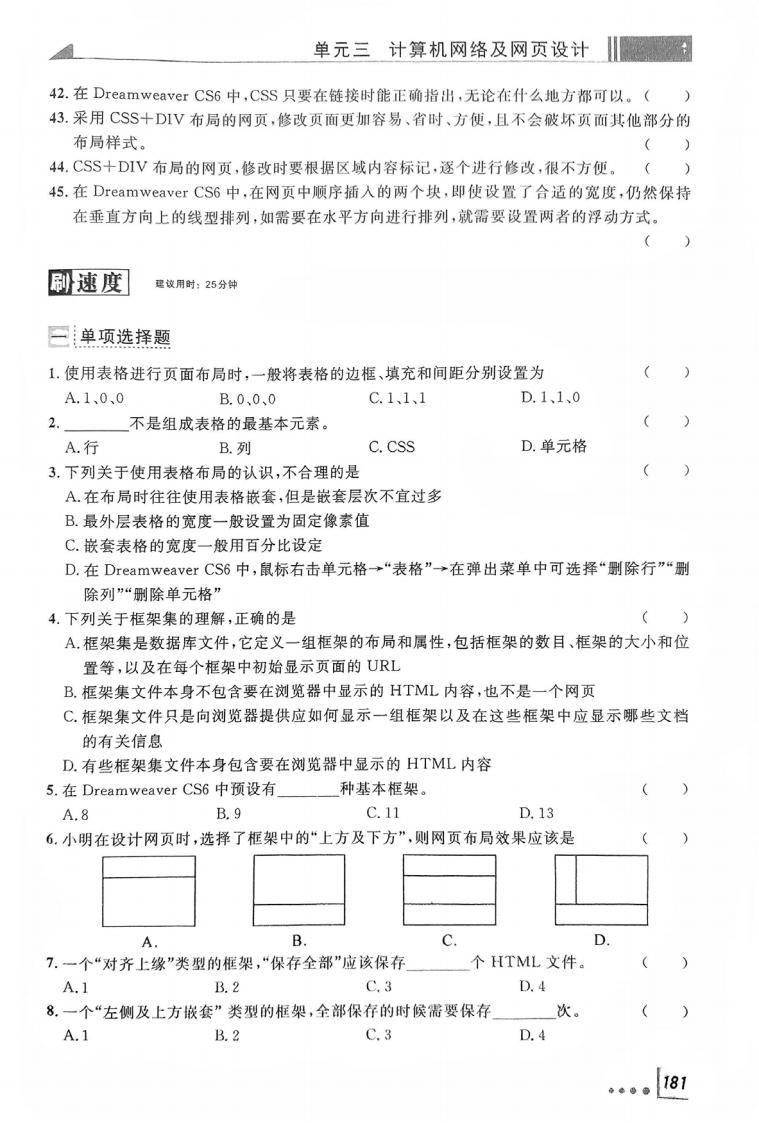 单元三 计算机网络及网页设计
42. 在 Dreamweaver CS6 中,CSS 只要在链接时能正确指出,无论在什么地方都可以。 ( )
43. 采用 CSS+DIV 布局的网页,修改页面更加容易、省时、方便,且不会破坏页面其他部分的
布局样式。 ( )
44. CSS+DIV 布局的网页,修改时要根据区域内容标记,逐个进行修改,很不方便。 ( )
45. 在 Dreamweaver CS6 中,在网页中顺序插入的两个块,即使设置了合适的宽度,仍然保持
在垂直方向上的线型排列,如需要在水平方向进行排列,就需要设置两者的浮动方式。
( )
刷速度 建议用时:25分钟
一 单项选择题
1. 使用表格进行页面布局时,一般将表格的边框、填充和间距分别设置为 ( )
A. 1、0、0 B. 0、0、0 C. 1、1、1 D. 1、1、0
2. ________不是组成表格的最基本元素。 ( )
A. 行 B. 列 C. CSS D. 单元格
3. 下列关于使用表格布局的认识,不合理的是 ( )
A. 在布局时往往使用表格嵌套,但是嵌套层次不宜过多
B. 最外层表格的宽度一般设置为固定像素值
C. 嵌套表格的宽度一般用百分比设定
D. 在 Dreamweaver CS6 中,鼠标右击单元格→“表格”→在弹出菜单中可选择“删除行”“删
除列”“删除单元格”
4. 下列关于框架集的理解,正确的是 ( )
A. 框架集是数据库文件,它定义一组框架的布局和属性,包括框架的数目、框架的大小和位
置等,以及在每个框架中初始显示页面的 URL
B. 框架集文件本身不包含要在浏览器中显示的 HTML 内容,也不是一个网页
C. 框架集文件只是向浏览器提供应如何显示一组框架以及在这些框架中应显示哪些文档
的有关信息
D. 有些框架集文件本身包含要在浏览器中显示的 HTML 内容
5. 在 Dreamweaver CS6 中预设有________种基本框架。 ( )
A. 8 B. 9 C. 11 D. 13
6. 小明在设计网页时,选择了框架中的“上方及下方”,则网页布局效果应该是 ( )
A. B. C. D.
7. 一个“对齐上缘”类型的框架,“保存全部”应该保存________个 HTML 文件。 ( )
A. 1 B. 2 C. 3 D. 4
8. 一个“左侧及上方嵌套” 类型的框架,全部保存的时候需要保存________次。 ( )
A. 1 B. 2 C. 3 D. 4
181